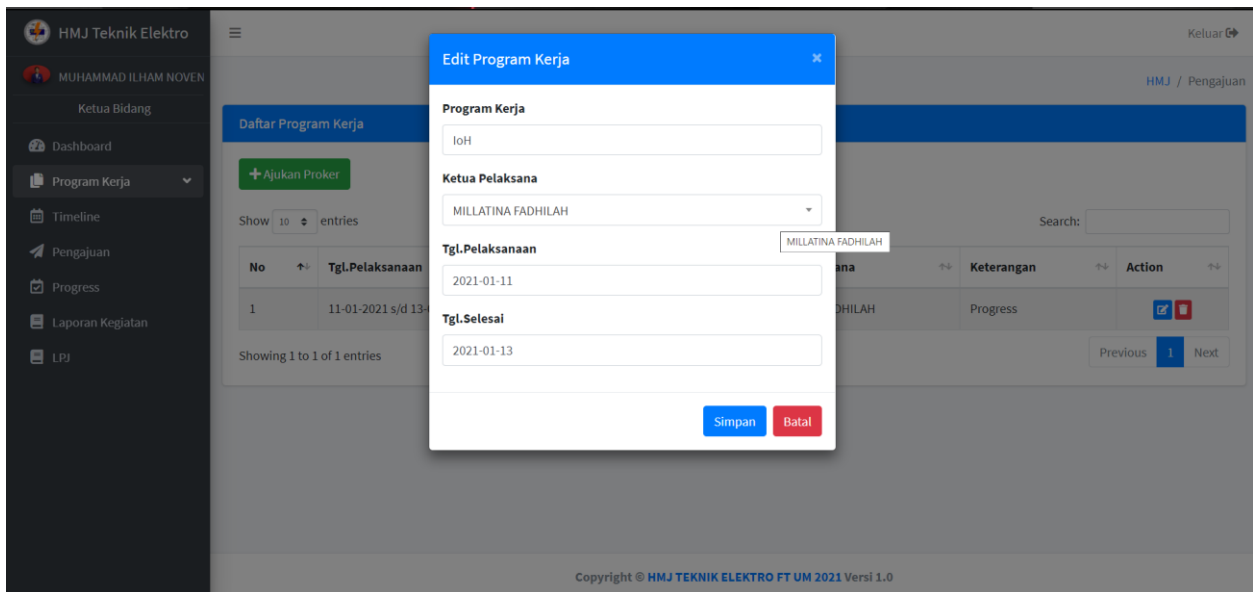 HMJ Teknik Elektro
Keluar
MUHAMMAD ILHAM NOVEN
Ketua Bidang
HMJ / Pengajuan
Dashboard
Program Kerja
Timeline
Pengajuan
Progress
Laporan Kegiatan
LPJ
Daftar Program Kerja
+ Ajukan Proker
Show 10 entries
Search:
No Tgl.Pelaksanaan ana Keterangan Action
1 11-01-2021 s/d 13- DHILAH Progress
Showing 1 to 1 of 1 entries
Previous 1 Next
Edit Program Kerja ×
Program Kerja
IoH
Ketua Pelaksana
MILLATINA FADHILAH
MILLATINA FADHILAH
Tgl.Pelaksanaan
2021-01-11
Tgl.Selesai
2021-01-13
Simpan Batal
Copyright © HMJ TEKNIK ELEKTRO FT UM 2021 Versi 1.0